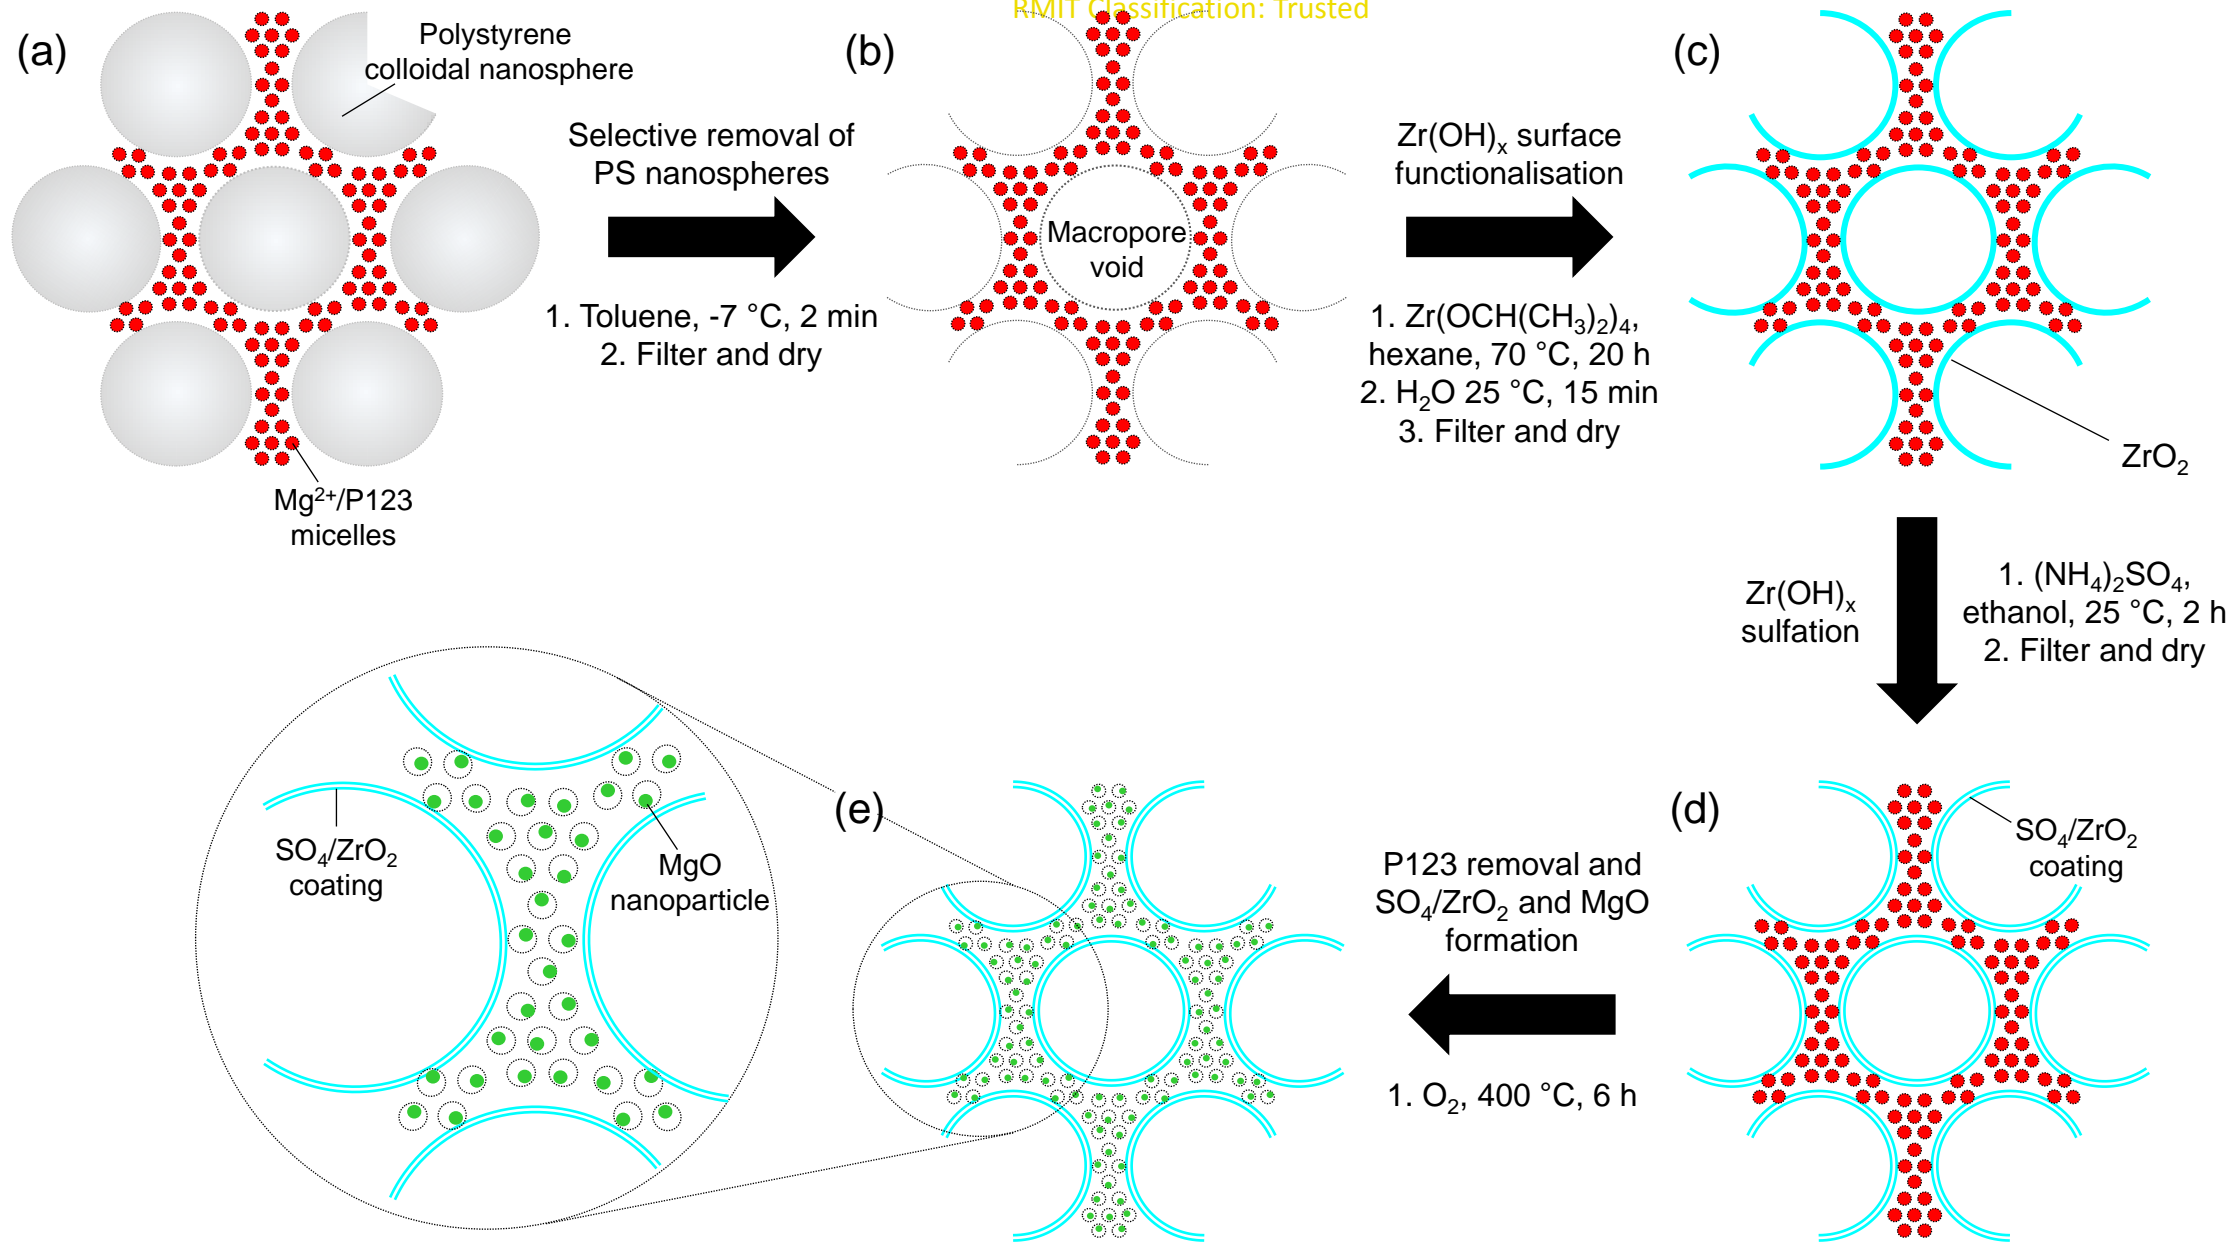 RMIT Classification: Trusted
(a)
Polystyrene
colloidal nanosphere
Mg²⁺/P123
micelles
Selective removal of
PS nanospheres
1. Toluene, -7 °C, 2 min
2. Filter and dry
(b)
Macropore
void
Zr(OH)ₓ surface
functionalisation
1. Zr(OCH(CH₃)₂)₄,
hexane, 70 °C, 20 h
2. H₂O 25 °C, 15 min
3. Filter and dry
(c)
ZrO₂
Zr(OH)ₓ
sulfation
1. (NH₄)₂SO₄,
ethanol, 25 °C, 2 h
2. Filter and dry
(d)
SO₄/ZrO₂
coating
P123 removal and
SO₄/ZrO₂ and MgO
formation
1. O₂, 400 °C, 6 h
(e)
SO₄/ZrO₂
coating
MgO
nanoparticle